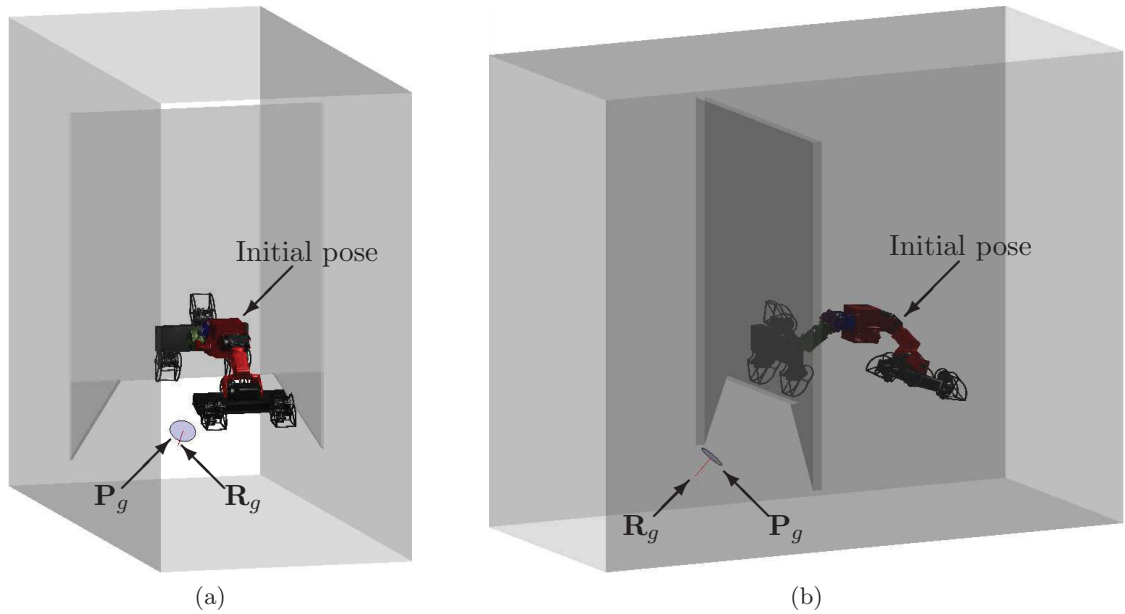 Initial pose
P_g
R_g
(a)
Initial pose
R_g
P_g
(b)